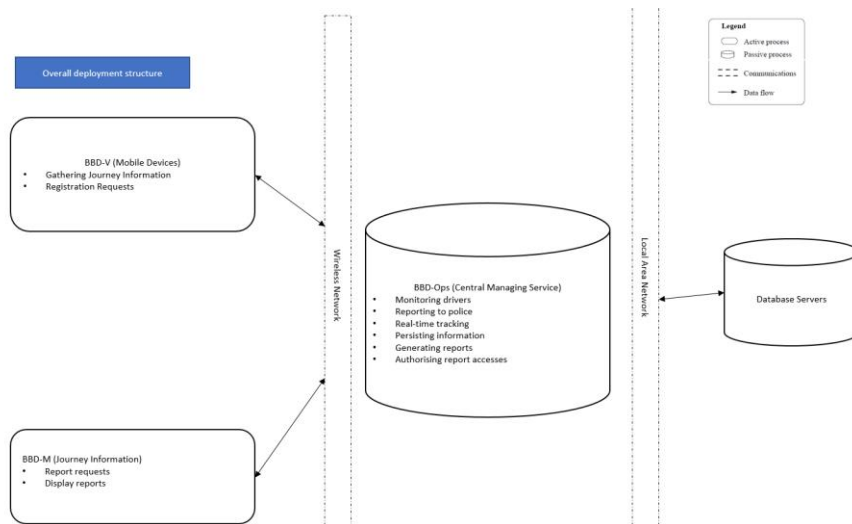 Overall deployment structure
Legend
Active process
Passive process
Communications
Data flow
BBD-V (Mobile Devices)
• Gathering Journey Information
• Registration Requests
Wireless Network
BBD-Ops (Central Managing Service)
• Monitoring drivers
• Reporting to police
• Real-time tracking
• Persisting information
• Generating reports
• Authorising report accesses
Local Area Network
Database Servers
BBD-M (Journey Information)
• Report requests
• Display reports